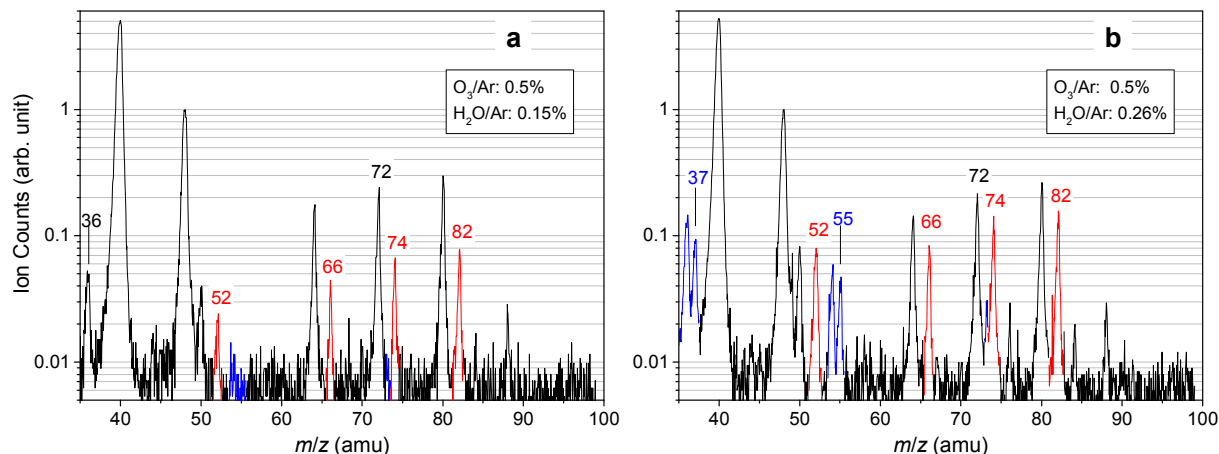 a
O₃/Ar: 0.5%
H₂O/Ar: 0.15%
Ion Counts (arb. unit)
1
0.1
0.01
36
52
66
72
74
82
40 50 60 70 80 90 100
m/z (amu)
b
O₃/Ar: 0.5%
H₂O/Ar: 0.26%
1
0.1
0.01
37
52
55
66
72
74
82
40 50 60 70 80 90 100
m/z (amu)